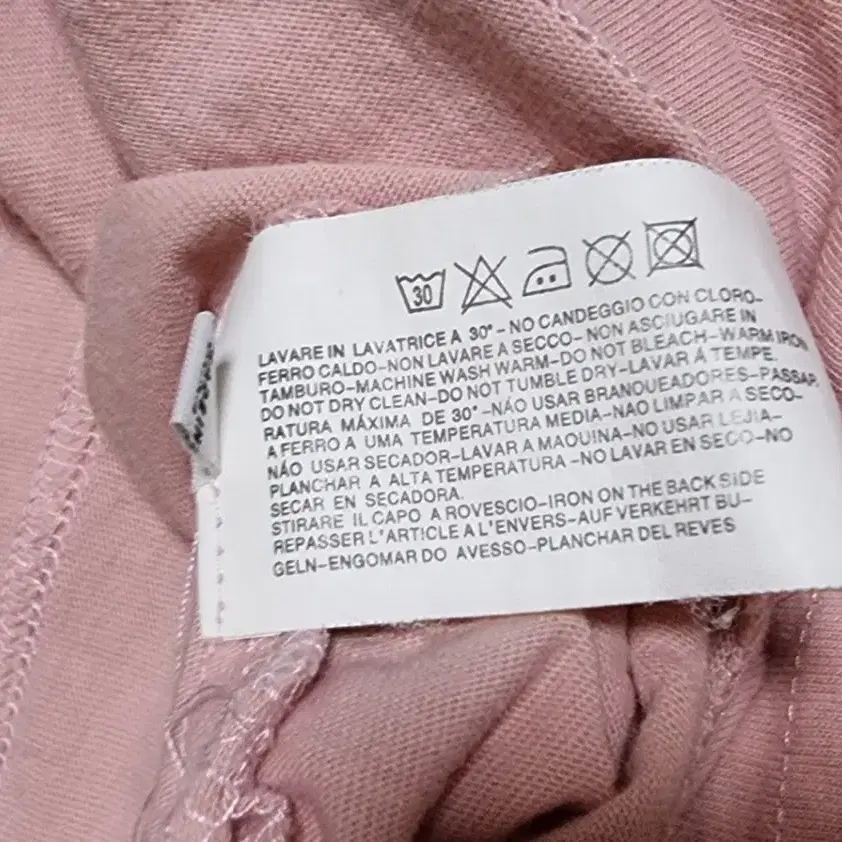 30
LAVARE IN LAVATRICE A 30°-NO CANDEGGIO CON CLORO-
FERRO CALDO-NON LAVARE A SECCO-NON ASCIUGARE IN
TAMBURO-MACHINE WASH WARM-DO NOT BLEACH-WARM IRON
DO NOT DRY CLEAN-DO NOT TUMBLE DRY-LAVAR Á TEMPE.
RATURA MÁXIMA DE 30°-NÁO USAR BRANQUEADORES-PASSAR
A FERRO A UMA TEMPERATURA MEDIA-NAO LIMPAR A SECO-
NÃO USAR SECADOR-LAVAR A MAQUINA-NO USAR LEJIA-
PLANCHAR A ALTA TEMPERATURA -NO LAVAR EN SECO-NO
SECAR EN SECADORA.
STIRARE IL CAPO A ROVESCIO-IRON ON THE BACK SIDE
REPASSER L'ARTICLE A L'ENVERS-AUF VERKEHRT BU-
GELN-ENGOMAR DO AVESSO-PLANCHAR DEL REVES